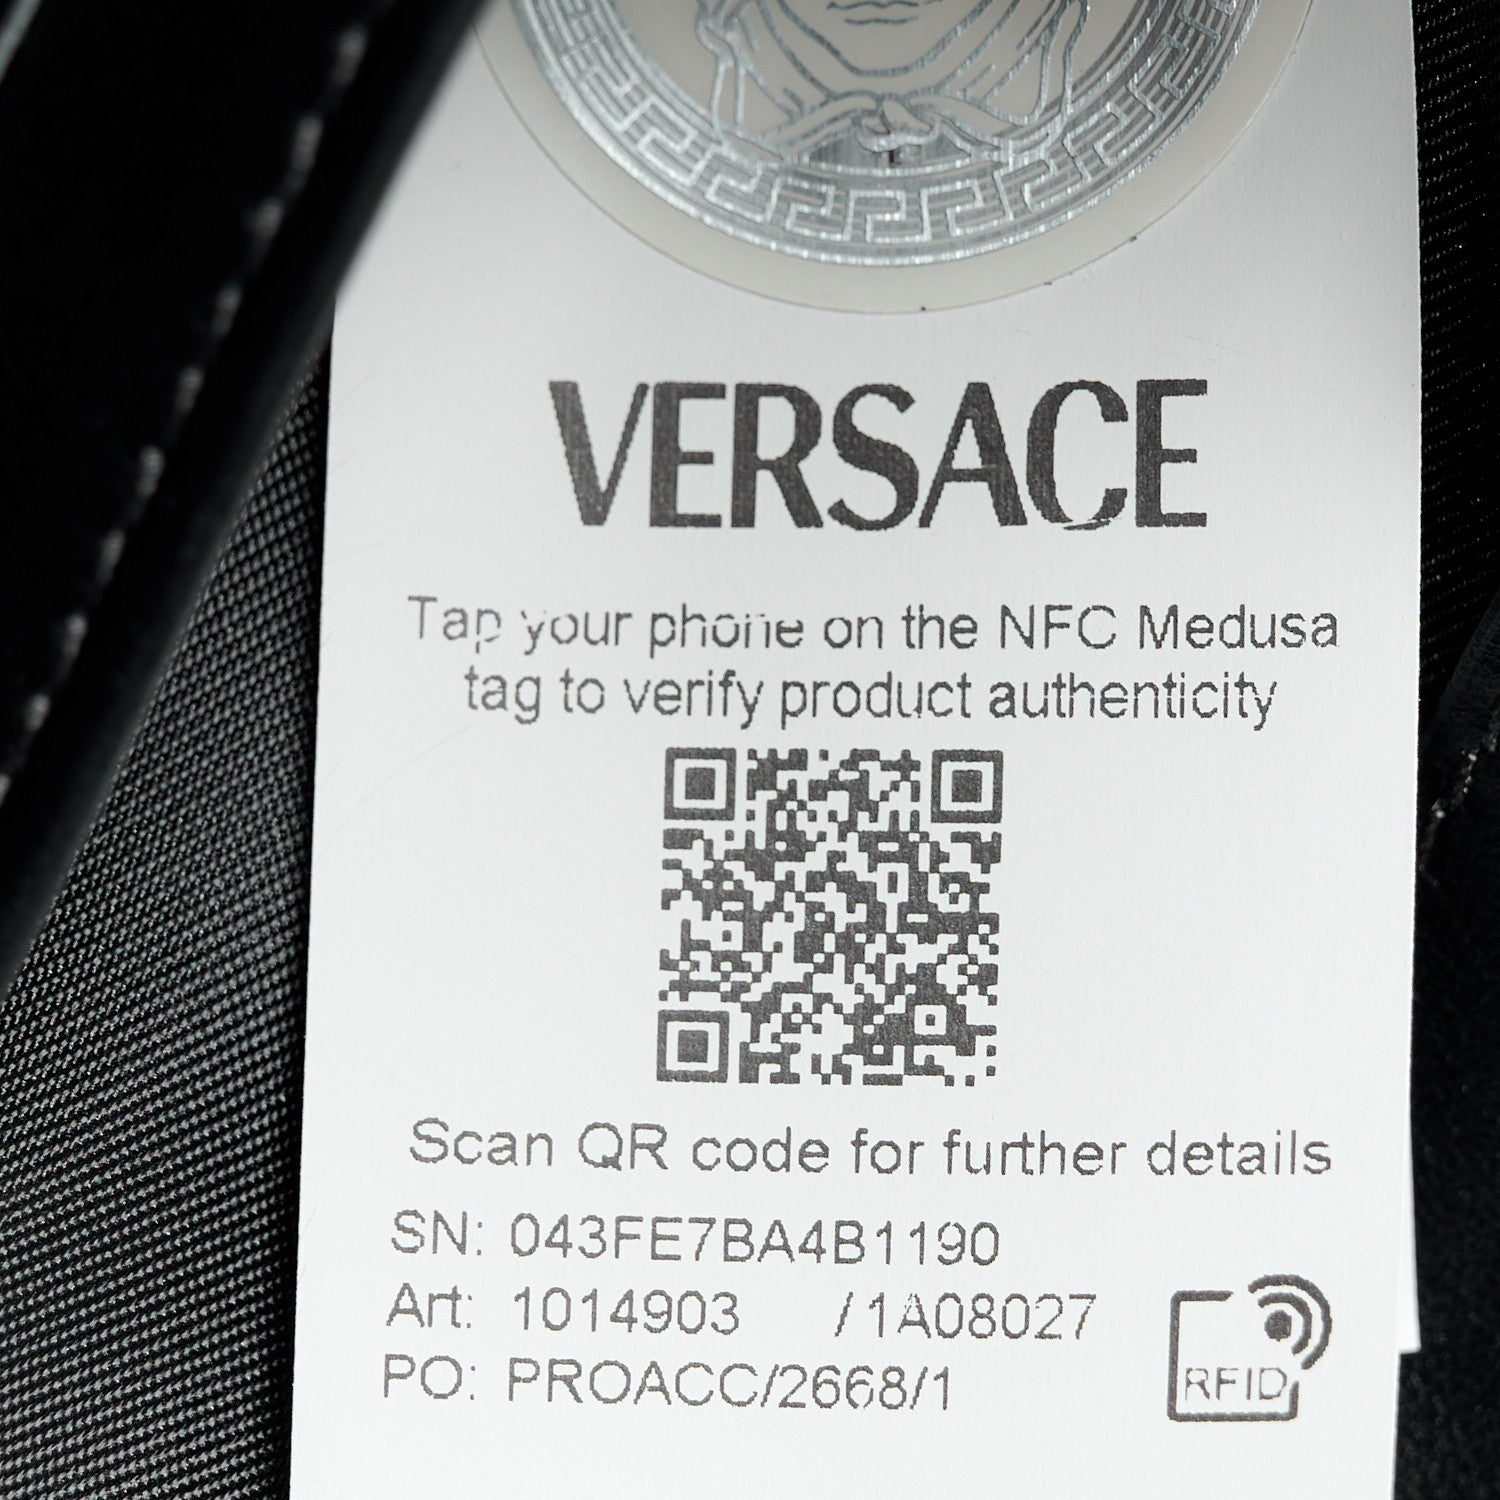 VERSACE
Tap your phone on the NFC Medusa
tag to verify product authenticity
Scan QR code for further details
SN: 043FE7BA4B1190
Art: 1014903 /1A08027
PO: PROACC/2668/1
RFID